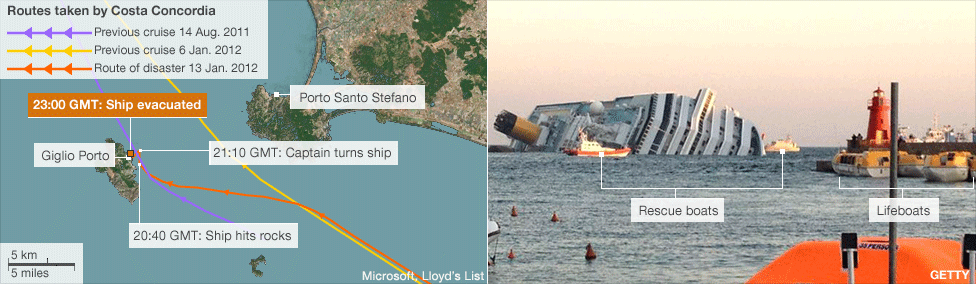 Routes taken by Costa Concordia
Previous cruise 14 Aug. 2011
Previous cruise 6 Jan. 2012
Route of disaster 13 Jan. 2012
23:00 GMT: Ship evacuated
Porto Santo Stefano
Giglio Porto
21:10 GMT: Captain turns ship
20:40 GMT: Ship hits rocks
5 km
5 miles
Microsoft, Lloyd's List
Rescue boats
Lifeboats
35 PERSONS
GETTY